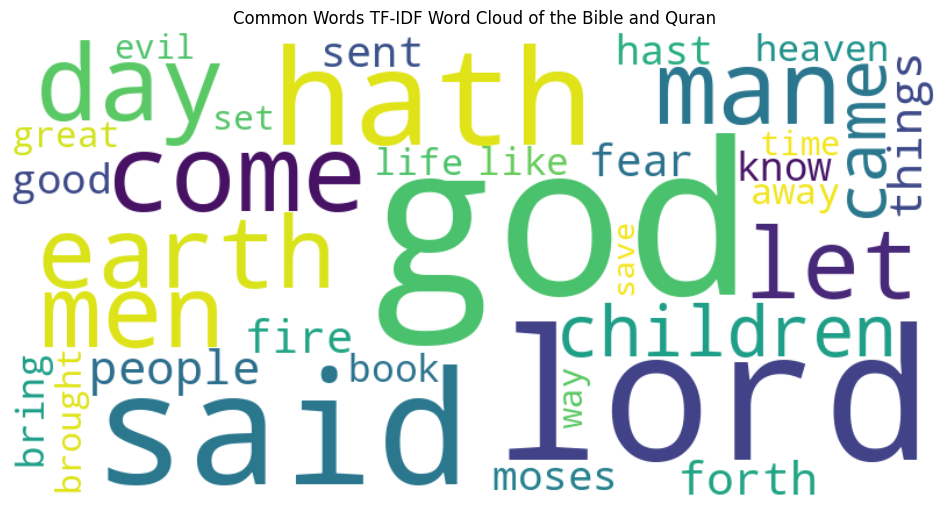 Common Words TF-IDF Word Cloud of the Bible and Quran
evil
sent
hast
heaven
day
hath
man
came
things
set
great
time
good
come
life
like
fear
know
away
god
earth
save
let
men
fire
children
people
book
lord
bring
brought
said
way
moses
forth